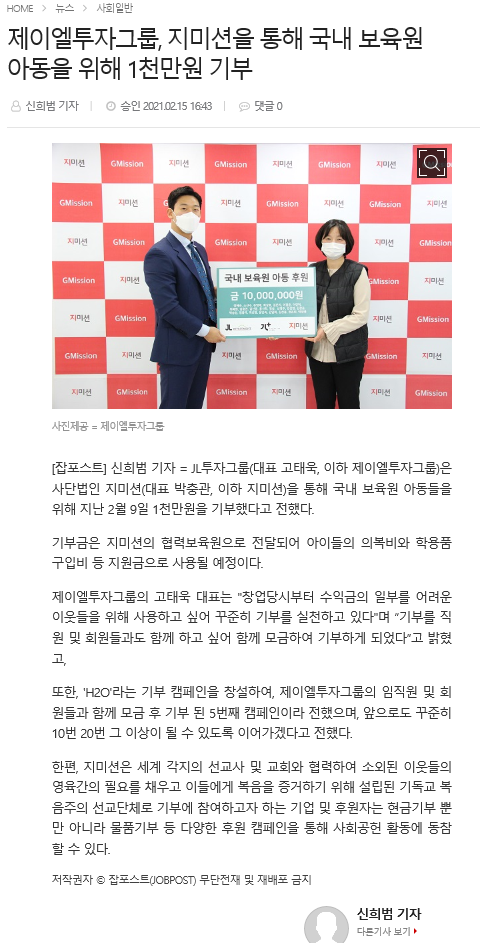 HOME > 뉴스 > 사회일반
제이엘투자그룹, 지미션을 통해 국내 보육원
아동을 위해 1천만원 기부
신희범 기자 | 승인 2021.02.15 16:43 | 댓글 0
지미션 GMission 지미션 GMission 지미션 GMission
국내 보육원 아동 후원
금 10,000,000원
JL 지미션
사진제공 = 제이엘투자그룹
[잡포스트] 신희범 기자 = JL투자그룹(대표 고태욱, 이하 제이엘투자그룹)은
사단법인 지미션(대표 박충관, 이하 지미션)을 통해 국내 보육원 아동들을
위해 지난 2월 9일 1천만원을 기부했다고 전했다.
기부금은 지미션의 협력보육원으로 전달되어 아이들의 의복비와 학용품
구입비 등 지원금으로 사용될 예정이다.
제이엘투자그룹의 고태욱 대표는 "창업당시부터 수익금의 일부를 어려운
이웃들을 위해 사용하고 싶어 꾸준히 기부를 실천하고 있다"며 “기부를 직
원 및 회원들과도 함께 하고 싶어 함께 모금하여 기부하게 되었다”고 밝혔
고,
또한, 'H2O'라는 기부 캠페인을 창설하여, 제이엘투자그룹의 임직원 및 회
원들과 함께 모금 후 기부 된 5번째 캠페인이라 전했으며, 앞으로도 꾸준히
10번 20번 그 이상이 될 수 있도록 이어가겠다고 전했다.
한편, 지미션은 세계 각지의 선교사 및 교회와 협력하여 소외된 이웃들의
영육간의 필요를 채우고 이들에게 복음을 증거하기 위해 설립된 기독교 복
음주의 선교단체로 기부에 참여하고자 하는 기업 및 후원자는 현금기부 뿐
만 아니라 물품기부 등 다양한 후원 캠페인을 통해 사회공헌 활동에 동참
할 수 있다.
저작권자 © 잡포스트(JOBPOST) 무단전재 및 재배포 금지
신희범 기자
다른기사 보기